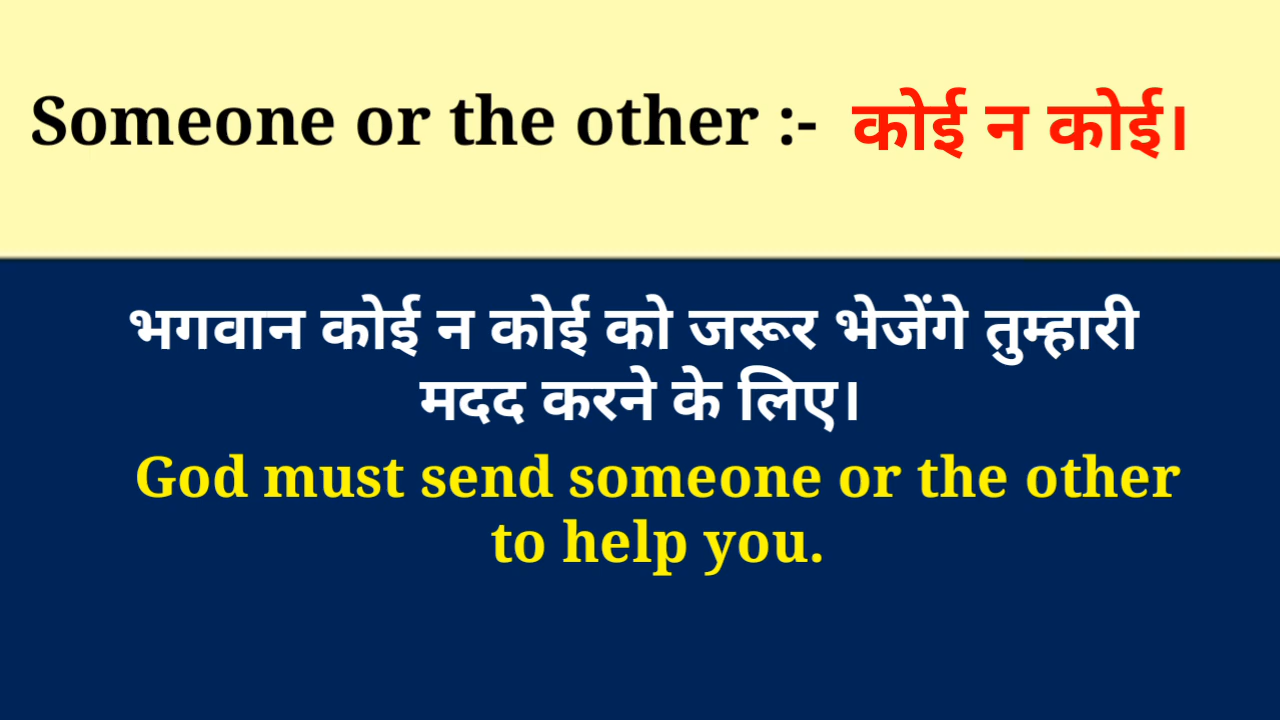 Someone or the other :- कोई न कोई।
भगवान कोई न कोई को जरूर भेजेंगे तुम्हारी
मदद करने के लिए।
God must send someone or the other
to help you.